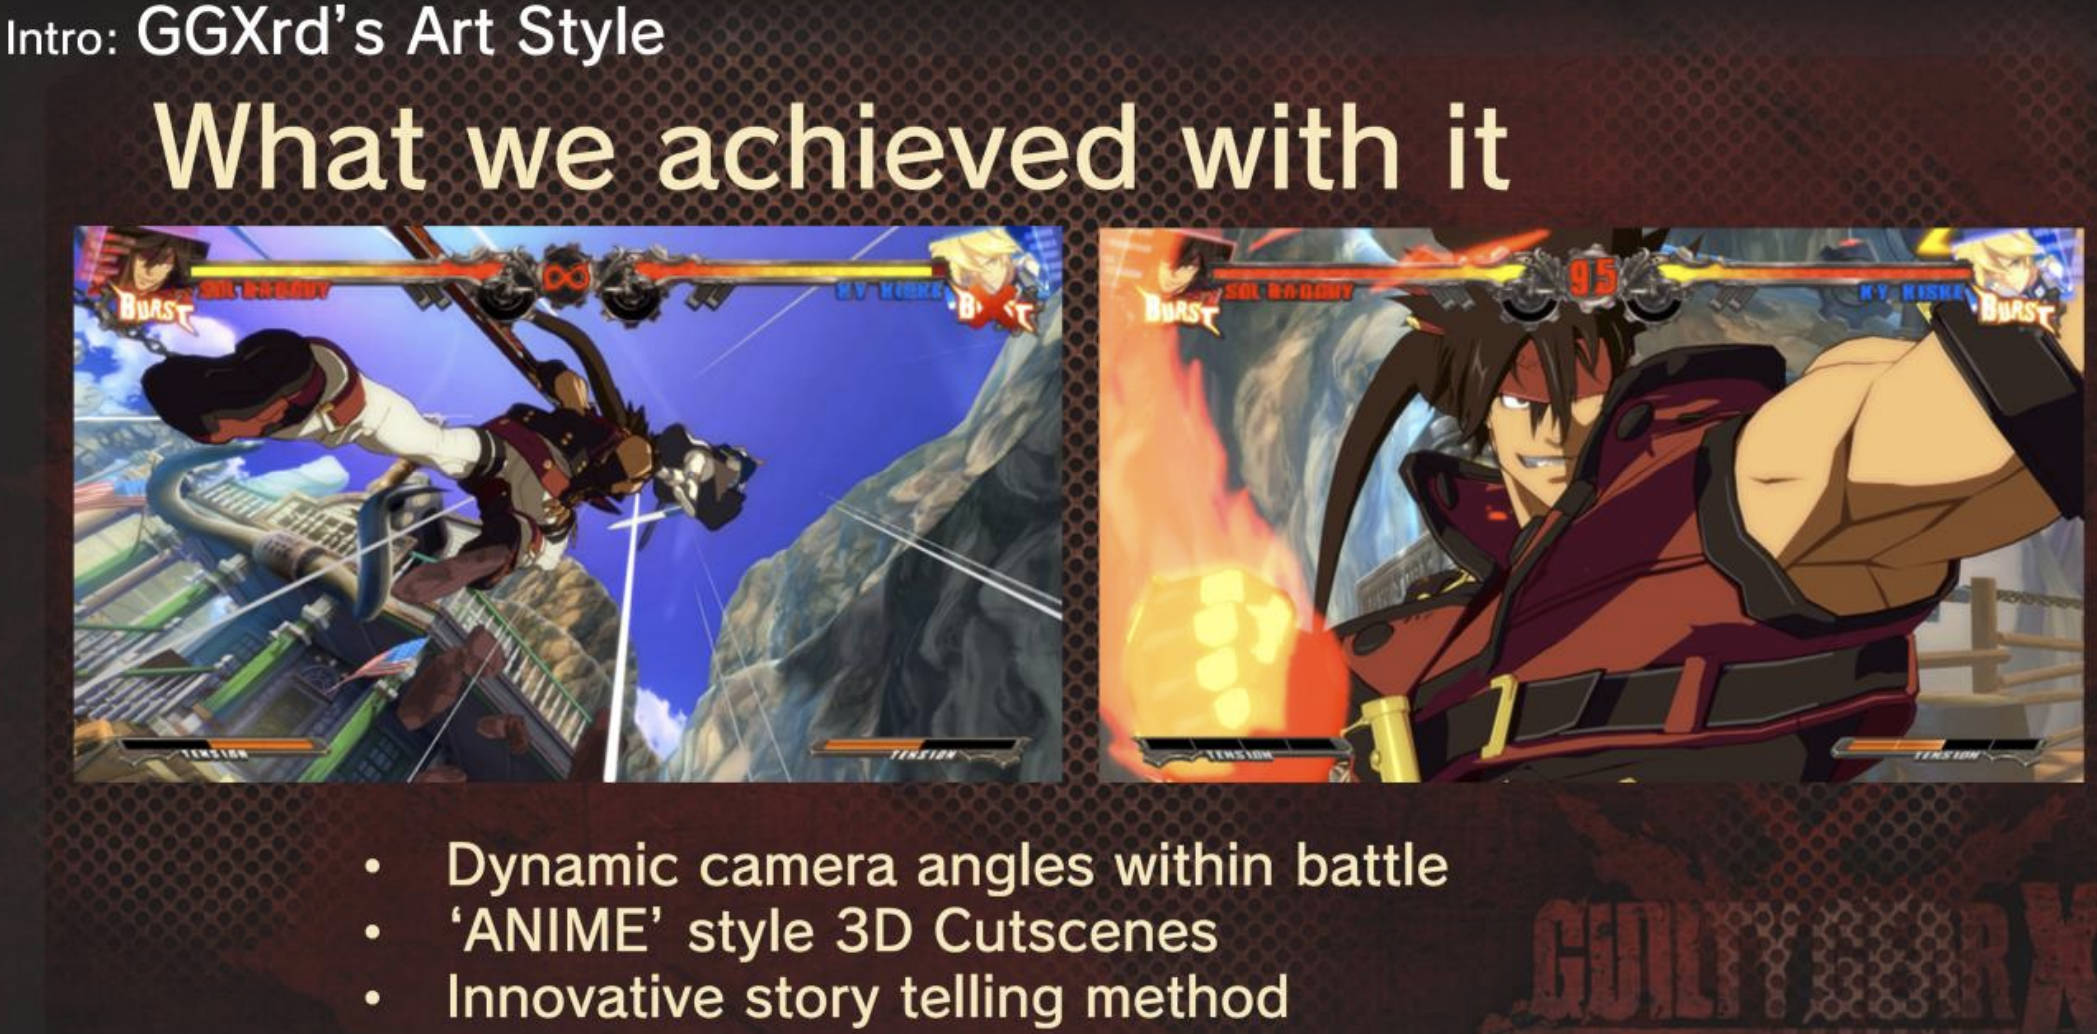 Intro: GGXrd's Art Style
What we achieved with it
SOL BADGUY
∞
KY KISKE
BURST
BURST
TENSION
TENSION
95
SOL BADGUY
KY KISKE
BURST
BURST
TENSION
TENSION
• Dynamic camera angles within battle
• ‘ANIME’ style 3D Cutscenes
• Innovative story telling method
GUILTY GEAR X